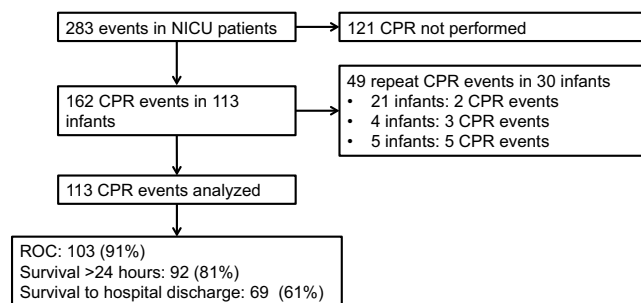 283 events in NICU patients
121 CPR not performed
162 CPR events in 113
infants
49 repeat CPR events in 30 infants
• 21 infants: 2 CPR events
• 4 infants: 3 CPR events
• 5 infants: 5 CPR events
113 CPR events analyzed
ROC: 103 (91%)
Survival >24 hours: 92 (81%)
Survival to hospital discharge: 69 (61%)